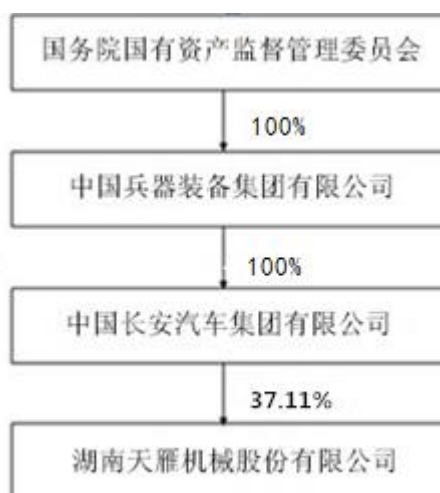 国务院国有资产监督管理委员会
100%
中国兵器装备集团有限公司
100%
中国长安汽车集团有限公司
37.11%
湖南天雁机械股份有限公司